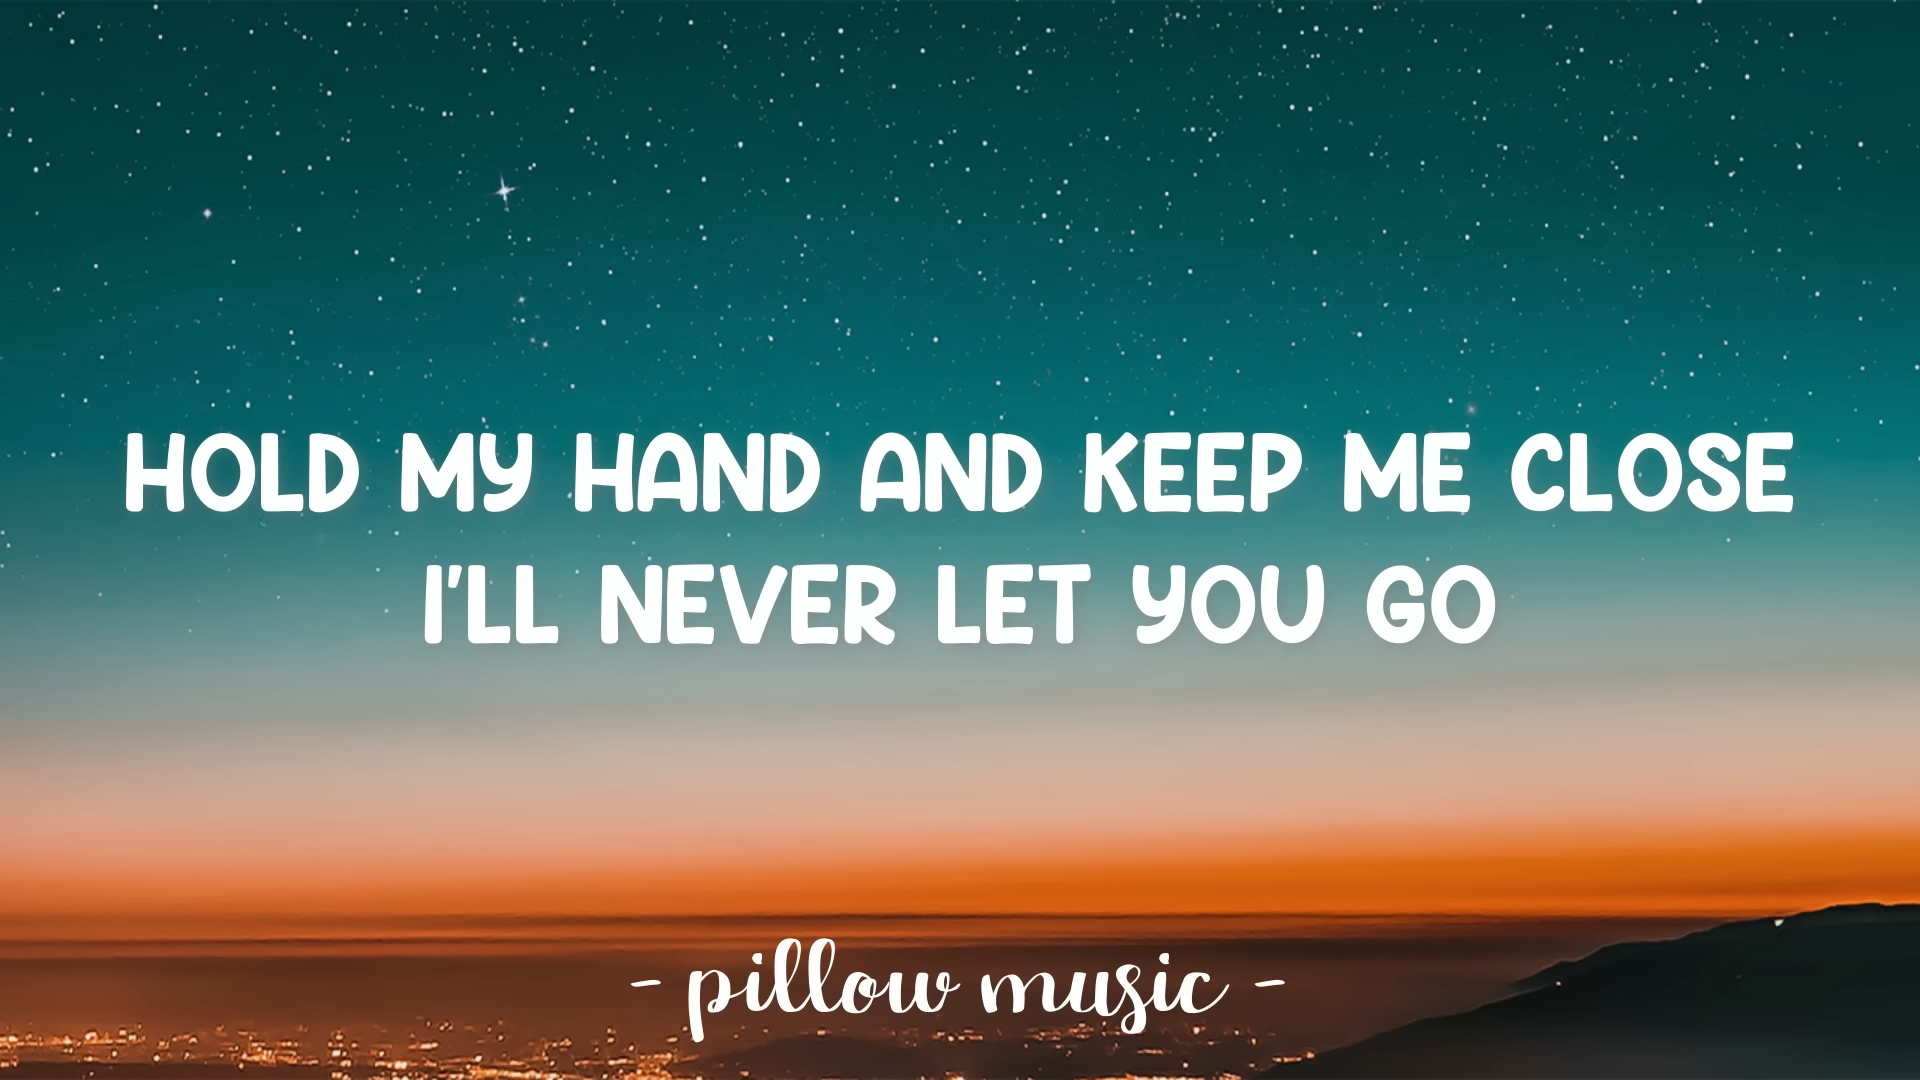 HOLD MY HAND AND KEEP ME CLOSE
I'LL NEVER LET YOU GO
- pillow music -